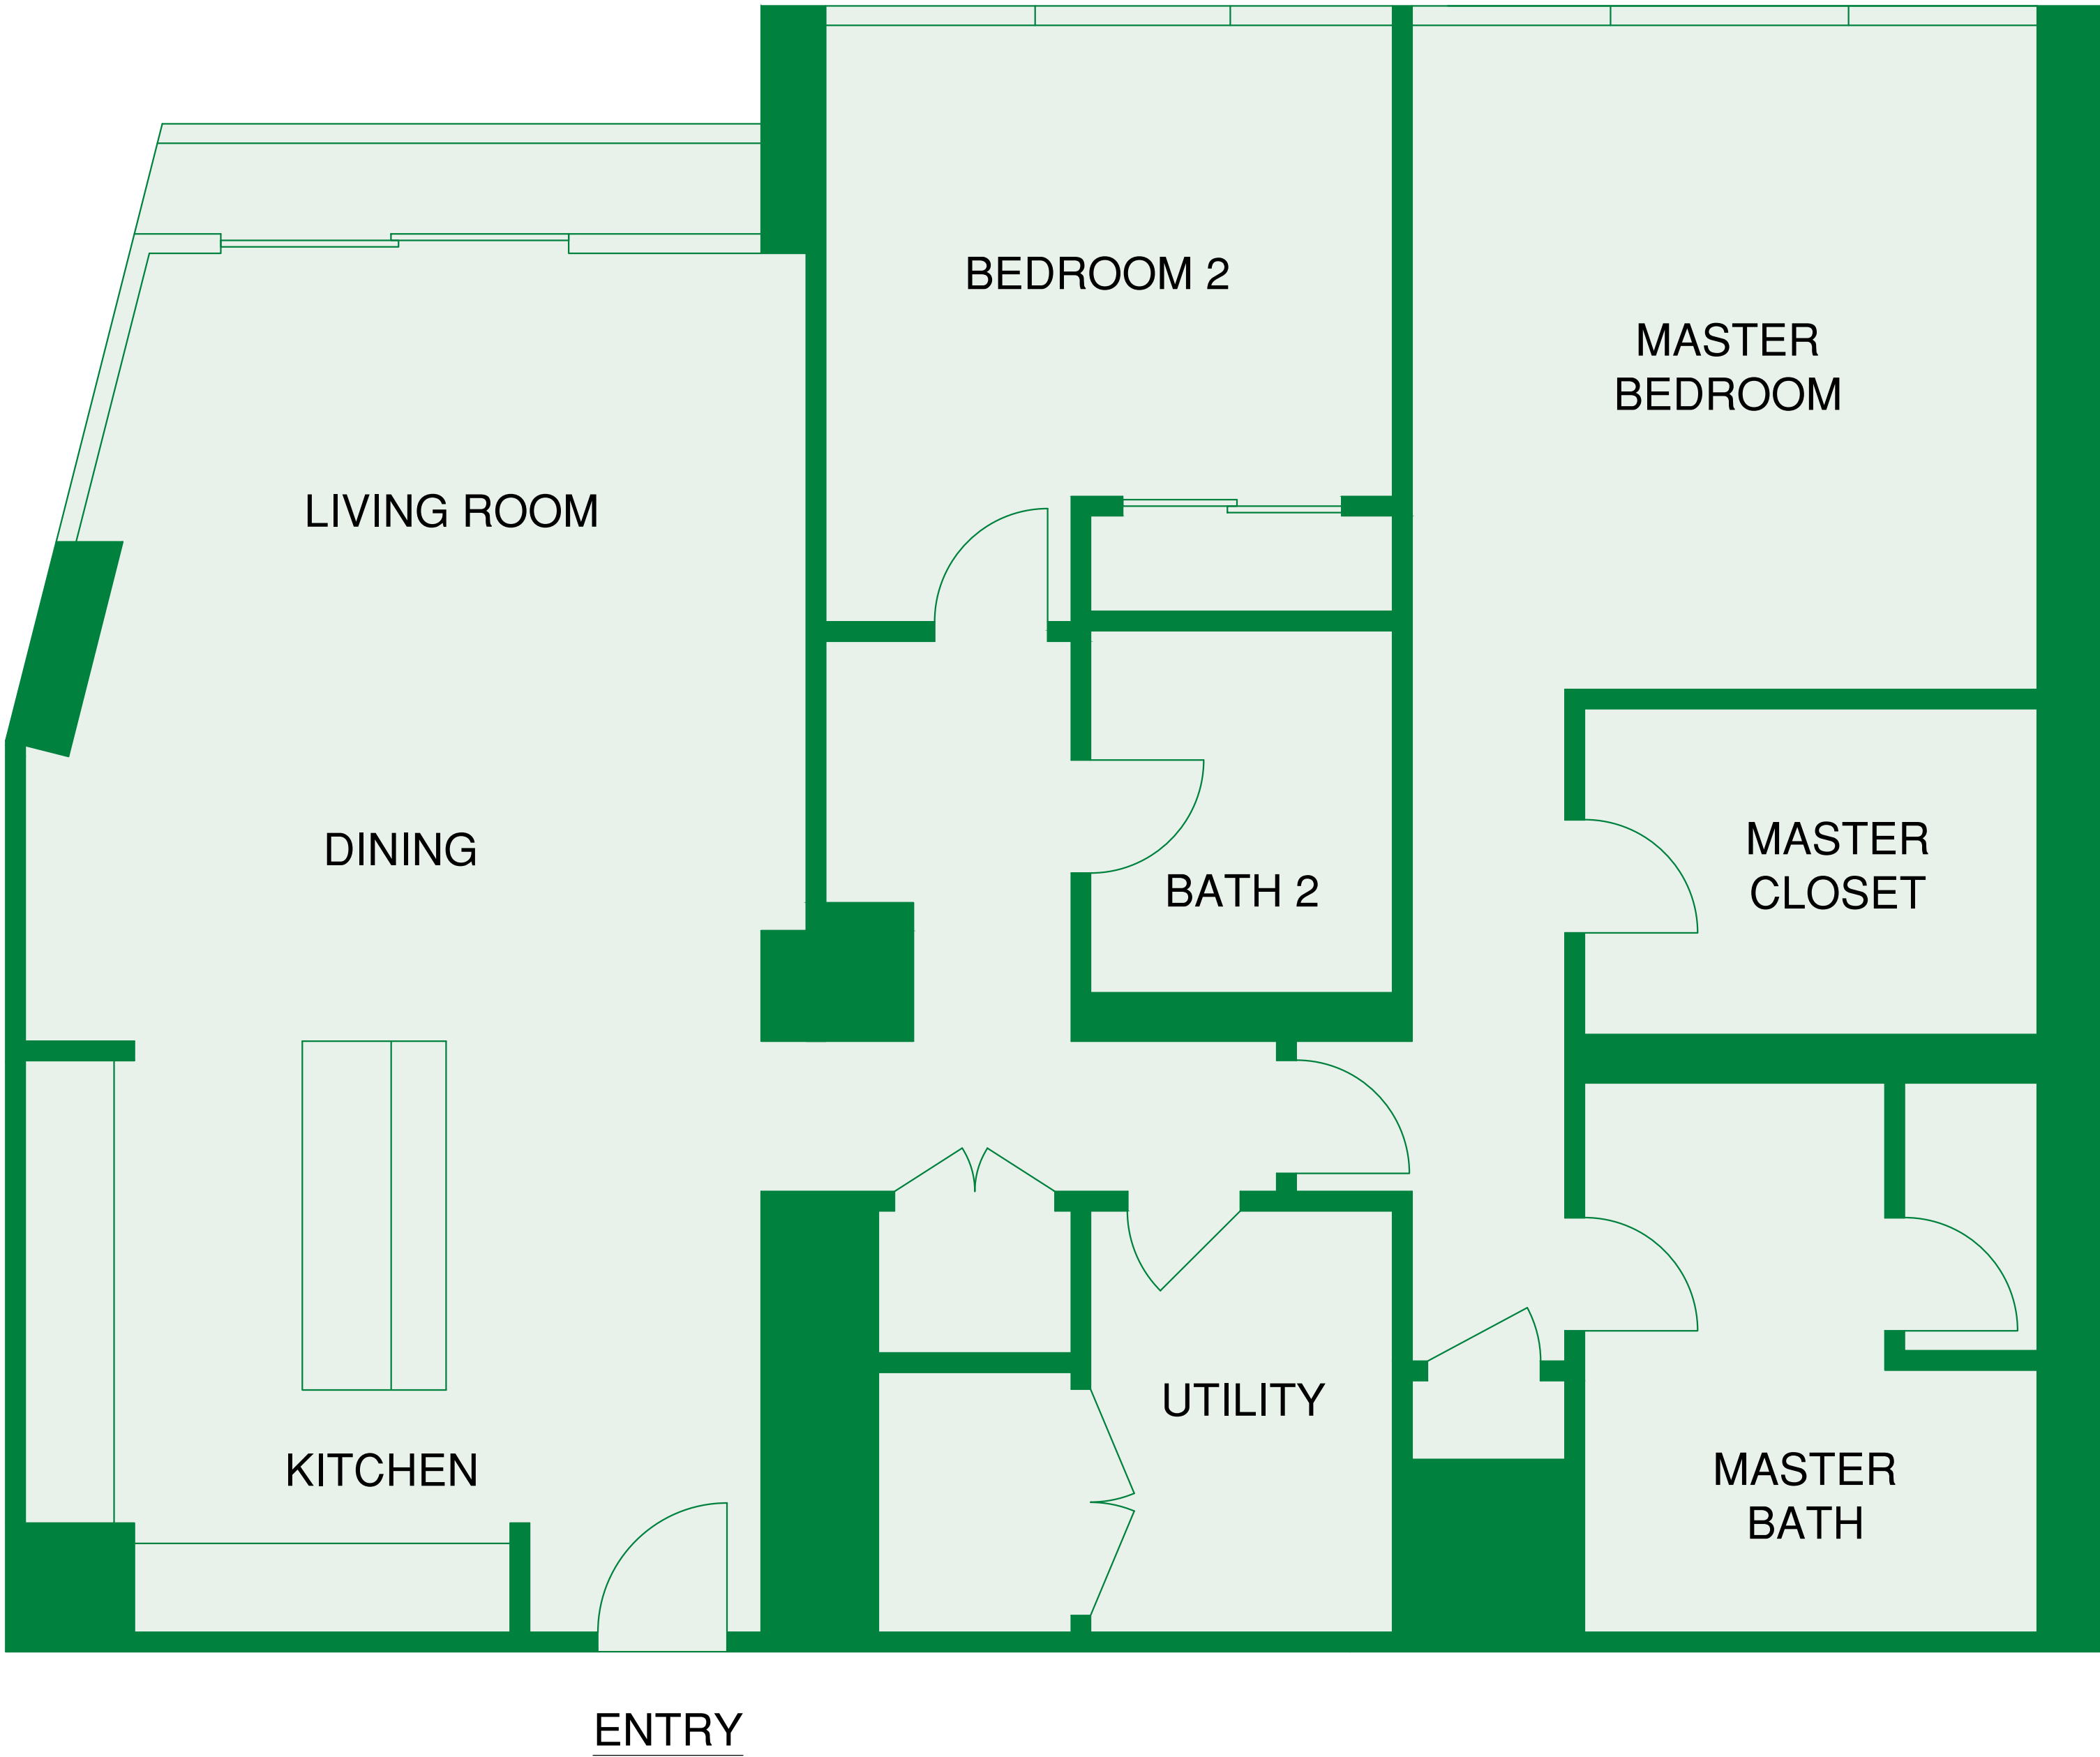 BEDROOM 2
MASTER
BEDROOM
LIVING ROOM
DINING
BATH 2
MASTER
CLOSET
UTILITY
KITCHEN
MASTER
BATH
ENTRY